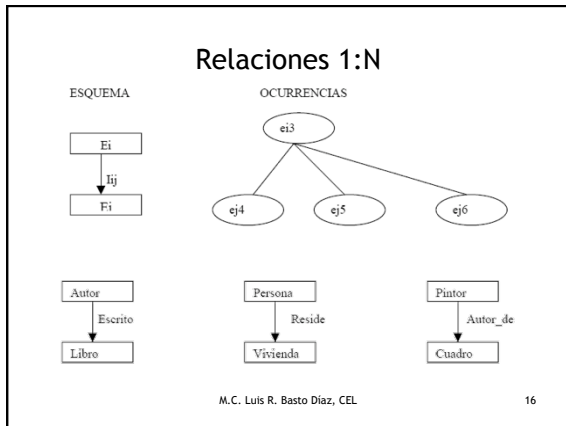 Relaciones 1:N
ESQUEMA OCURRENCIAS
Ei
Iij
Ei
ei3
ej4 ej5 ej6
Autor Persona Pintor
Escrito Reside Autor_de
Libro Vivienda Cuadro
M.C. Luis R. Basto Díaz, CEL 16